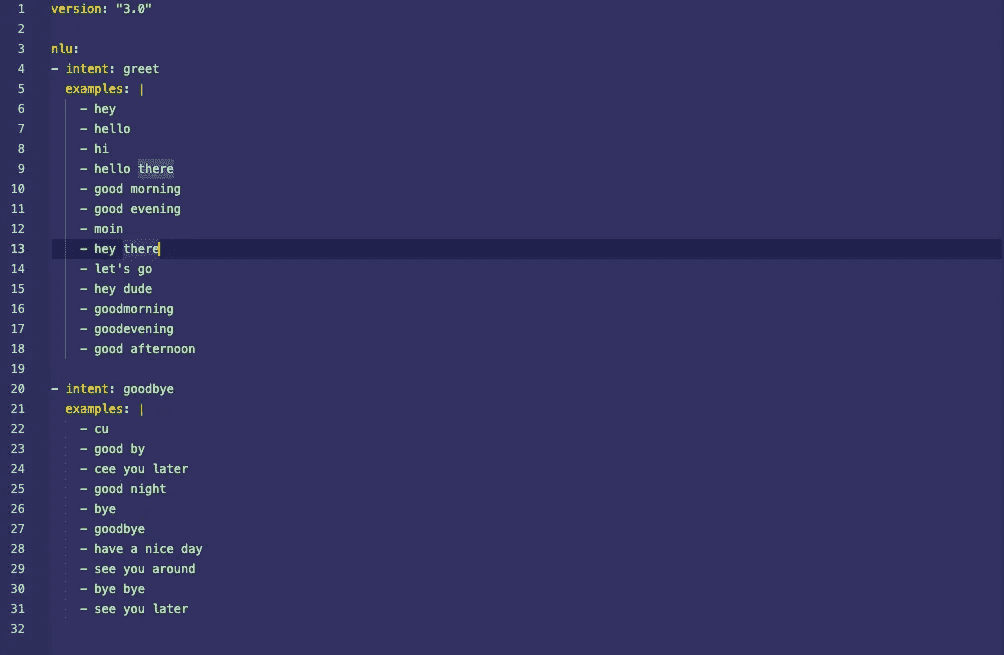 1 version: "3.0"
2
3 nlu:
4 - intent: greet
5 examples: |
6 - hey
7 - hello
8 - hi
9 - hello there
10 - good morning
11 - good evening
12 - moin
13 - hey there
14 - let's go
15 - hey dude
16 - goodmorning
17 - goodevening
18 - good afternoon
19
20 - intent: goodbye
21 examples: |
22 - cu
23 - good by
24 - cee you later
25 - good night
26 - bye
27 - goodbye
28 - have a nice day
29 - see you around
30 - bye bye
31 - see you later
32